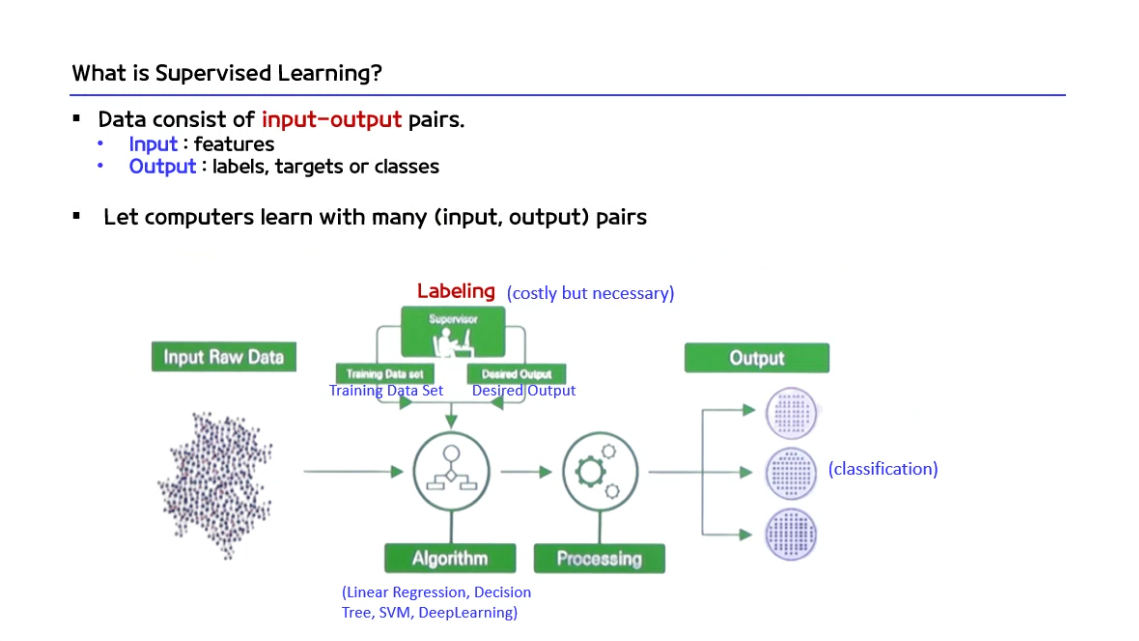 What is Supervised Learning?
▪ Data consist of input-output pairs.
• Input : features
• Output : labels, targets or classes
▪ Let computers learn with many (input, output) pairs
Labeling (costly but necessary)
Supervisor
Input Raw Data
Output
Training Data set
Desired Output
Training Data Set
Desired Output
(classification)
Algorithm
Processing
(Linear Regression, Decision
Tree, SVM, DeepLearning)